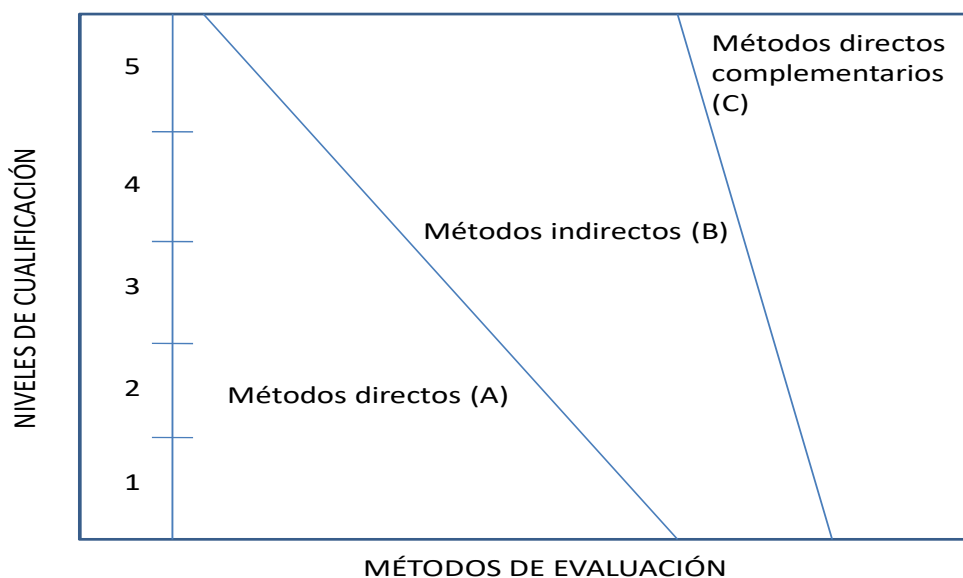 NIVELES DE CUALIFICACIÓN
5
4
3
2
1
Métodos directos
complementarios
(C)
Métodos indirectos (B)
Métodos directos (A)
MÉTODOS DE EVALUACIÓN